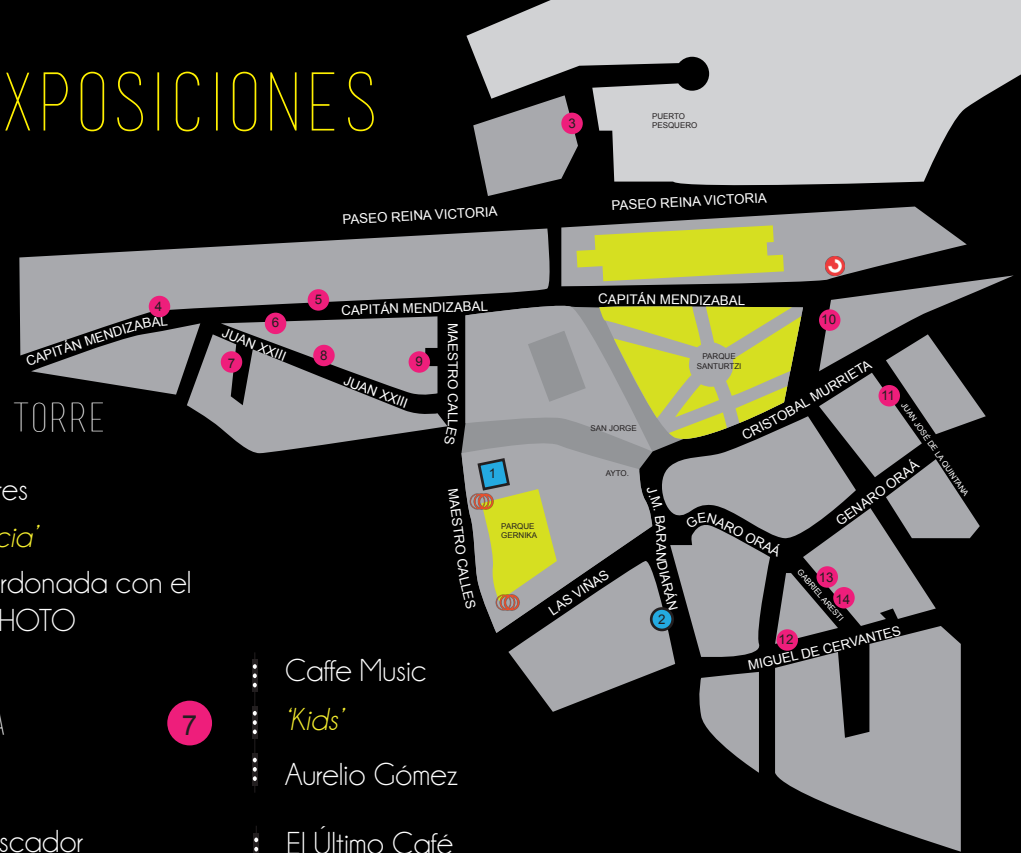 XPOSICIONES
PUERTO
PESQUERO
3
PASEO REINA VICTORIA
PASEO REINA VICTORIA
4
5
CAPITÁN MENDIZABAL
CAPITÁN MENDIZABAL
CAPITÁN MENDIZABAL
6
10
JUAN XXIII
7
8
9
JUAN XXIII
MAESTRO CALLES
PARQUE
SANTURTZI
CRISTOBAL MURRIETA
11
JUAN JOSÉ DE LA QUINTANA
TORRE
SAN JORGE
AYTO.
1
MAESTRO CALLES
PARQUE
GERNIKA
J.M. BARANDIARÁN
GENARO ORAÁ
GENARO ORAÁ
LAS VIÑAS
GABRIEL ARESTI
13
14
2
12
MIGUEL DE CERVANTES
res
cia’
ardonada con el
HOTO
A
scador
7
Caffe Music
‘Kids’
Aurelio Gómez
El Último Café